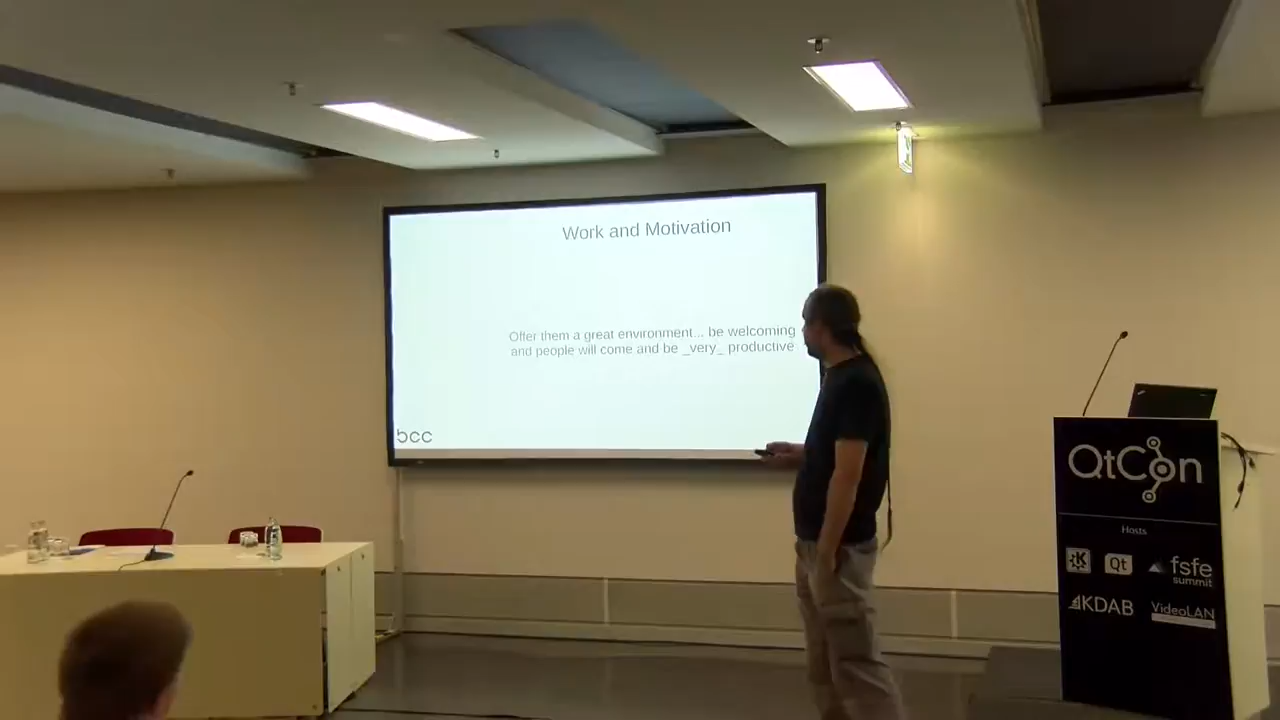 Work and Motivation
Offer them a great environment... be welcoming
and people will come and be _very_ productive
bcc
QtCon
Hosts
Qt
fsfe
summit
KDAB
VideoLAN